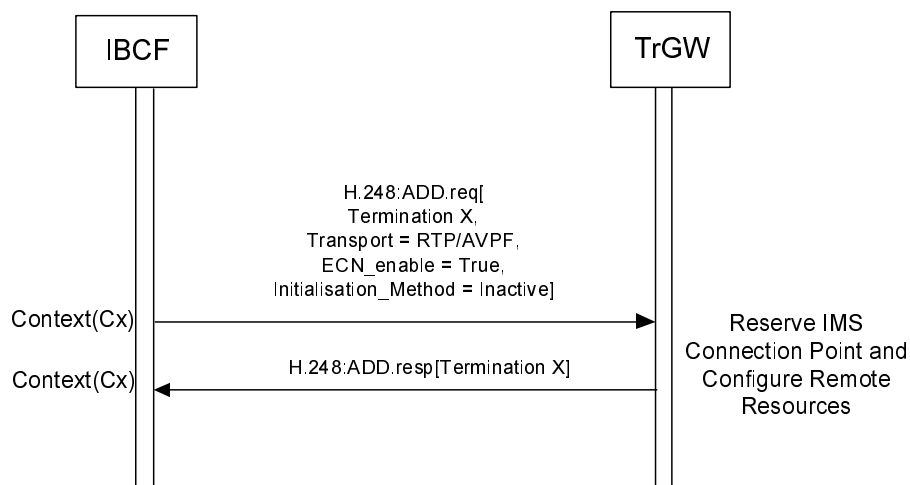 IBCF
TrGW
H.248:ADD.req[
Termination X,
Transport = RTP/AVPF,
ECN_enable = True,
Initialisation_Method = Inactive]
Context(Cx)
Reserve IMS
Connection Point and
Configure Remote
Resources
H.248:ADD.resp[Termination X]
Context(Cx)